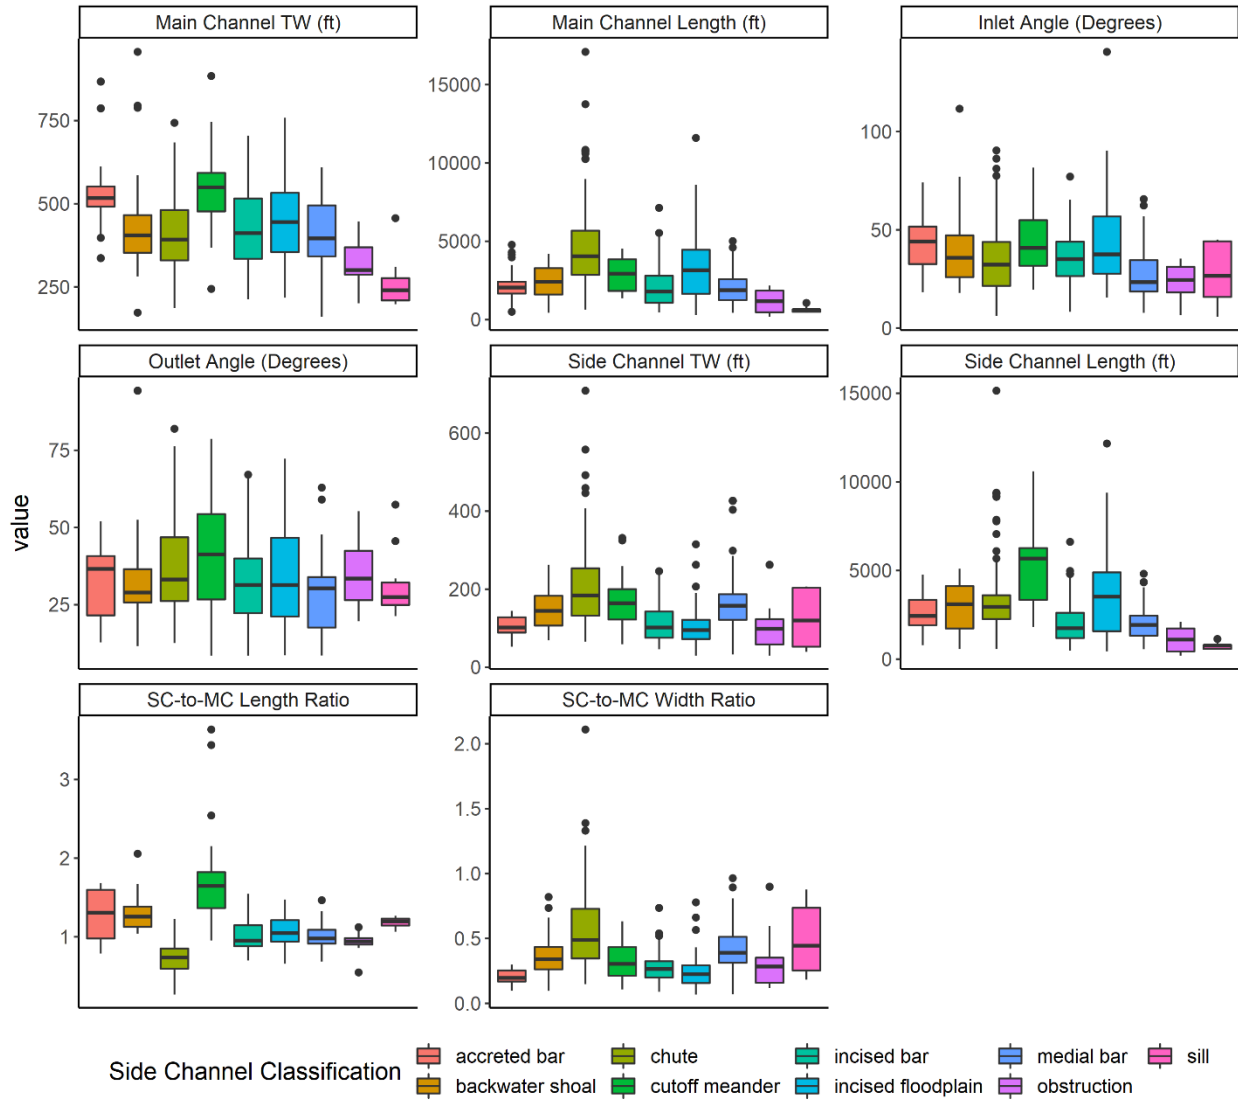 Main Channel TW (ft)
Main Channel Length (ft)
Inlet Angle (Degrees)
750
500
250
15000
10000
5000
0
100
50
0
Outlet Angle (Degrees)
Side Channel TW (ft)
Side Channel Length (ft)
75
50
25
600
400
200
0
15000
10000
5000
0
value
SC-to-MC Length Ratio
SC-to-MC Width Ratio
3
2
1
2.0
1.5
1.0
0.5
0.0
Side Channel Classification
accreted bar
chute
incised bar
medial bar
sill
backwater shoal
cutoff meander
incised floodplain
obstruction